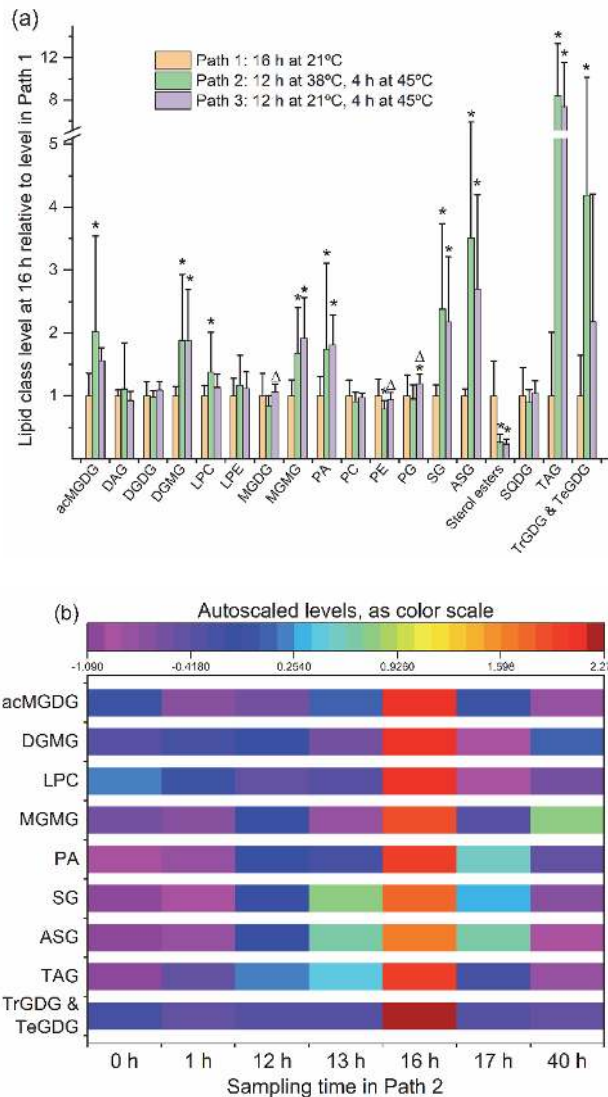 (a)
Lipid class level at 16 h relative to level in Path 1
12
8
5
4
3
2
1
Path 1: 16 h at 21ºC
Path 2: 12 h at 38ºC, 4 h at 45ºC
Path 3: 12 h at 21ºC, 4 h at 45ºC
* * * * * * * * * * Δ * Δ Δ * * * * * * * * * *
acMGDG
DAG
DGDG
DGMG
LPC
LPE
MGDG
MGMG
PA
PC
PE
PG
SG
ASG
Sterol esters
SQDG
TAG
TrGDG & TeGDG
(b)
Autoscaled levels, as color scale
-1.090 -0.4180 0.2540 0.9260 1.598 2.27
acMGDG
DGMG
LPC
MGMG
PA
SG
ASG
TAG
TrGDG &
TeGDG
0 h 1 h 12 h 13 h 16 h 17 h 40 h
Sampling time in Path 2